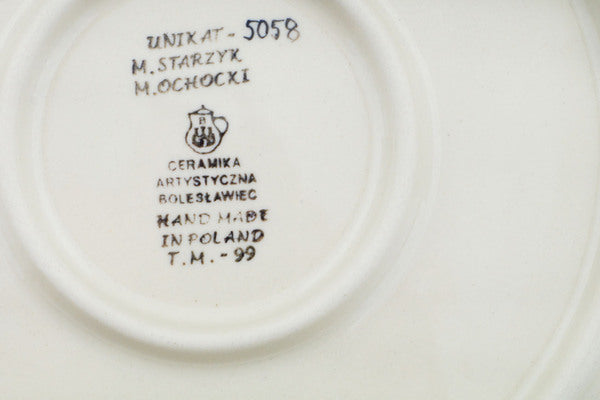 UNIKAT - 5058
M. STARZYK
M. OCHOCKI
B
CERAMIKA
ARTYSTYCZNA
BOLESŁAWIEC
HAND MADE
IN POLAND
T.M. - 99